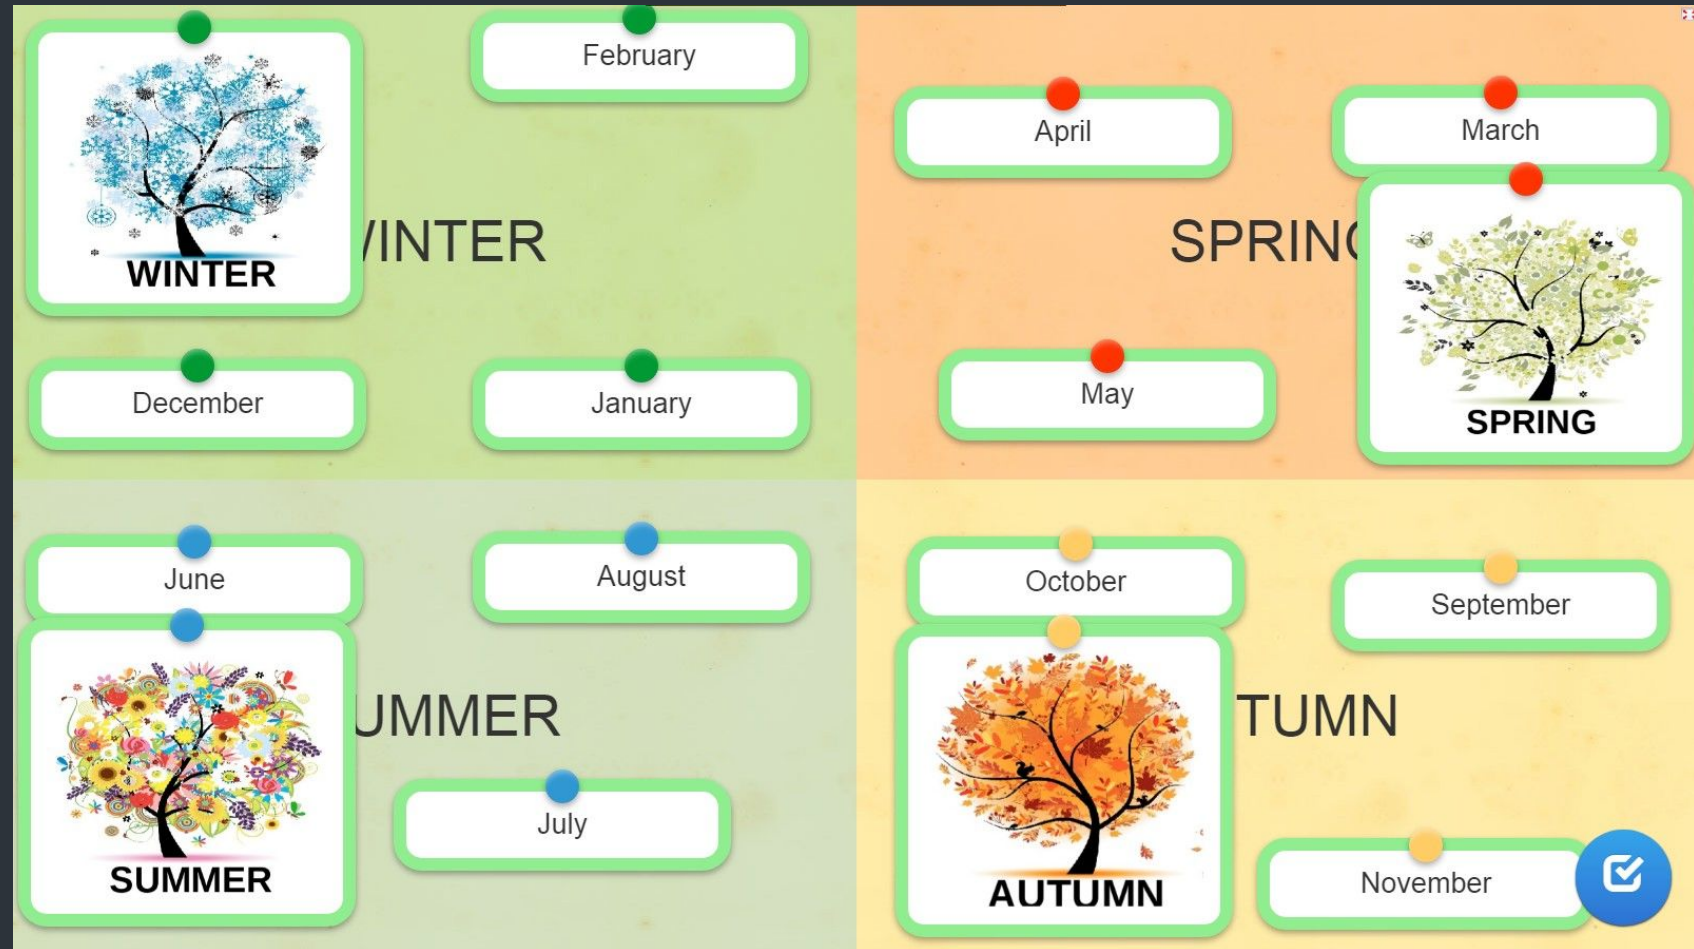 February
WINTER
INTER
December
January
April
March
SPRIN
SPRING
May
June
August
SUMMER
UMMER
July
October
September
AUTUMN
TUMN
November